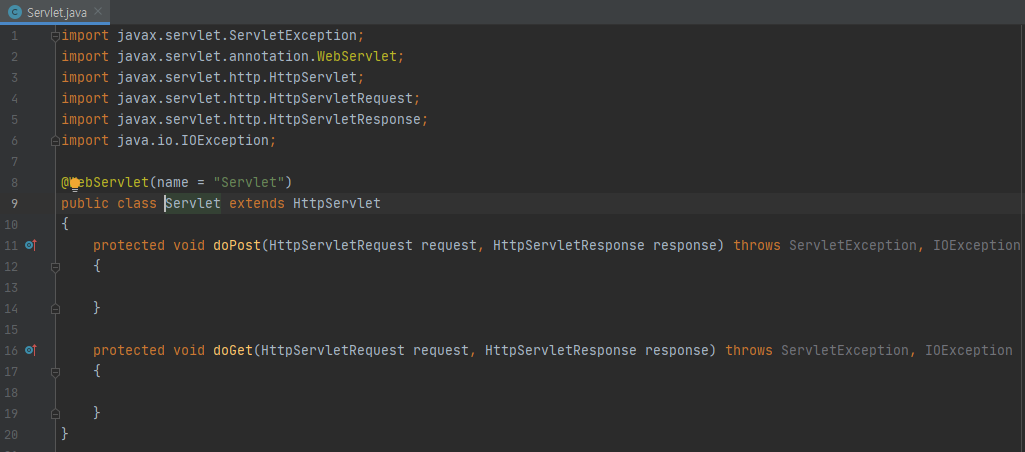 Servlet.java
1 import javax.servlet.ServletException;
2 import javax.servlet.annotation.WebServlet;
3 import javax.servlet.http.HttpServlet;
4 import javax.servlet.http.HttpServletRequest;
5 import javax.servlet.http.HttpServletResponse;
6 import java.io.IOException;
7
8 @WebServlet(name = "Servlet")
9 public class Servlet extends HttpServlet
10 {
11 protected void doPost(HttpServletRequest request, HttpServletResponse response) throws ServletException, IOException
12 {
13
14 }
15
16 protected void doGet(HttpServletRequest request, HttpServletResponse response) throws ServletException, IOException
17 {
18
19 }
20 }